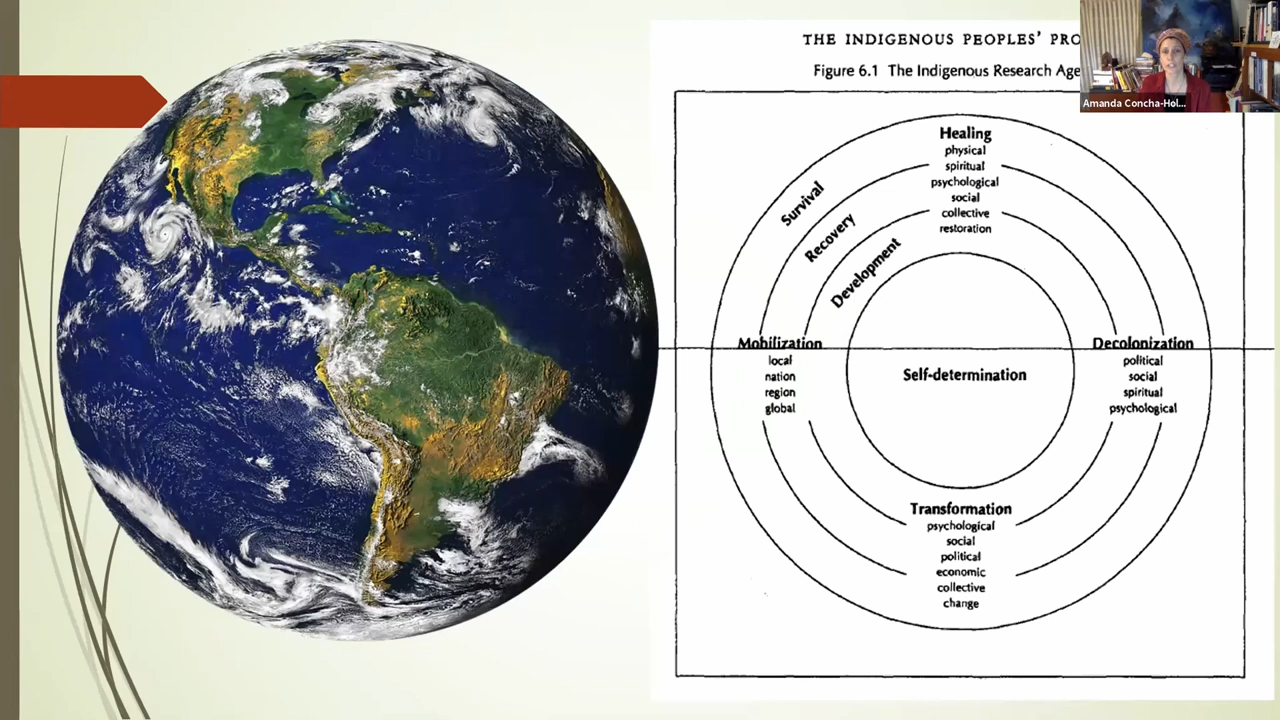 THE INDIGENOUS PEOPLES' PRO
Figure 6.1 The Indigenous Research Age
Amanda Concha-Hol...
Healing
physical
spiritual
psychological
social
collective
restoration
Survival
Recovery
Development
Mobilization
local
nation
region
global
Decolonization
political
social
spiritual
psychological
Self-determination
Transformation
psychological
social
political
economic
collective
change